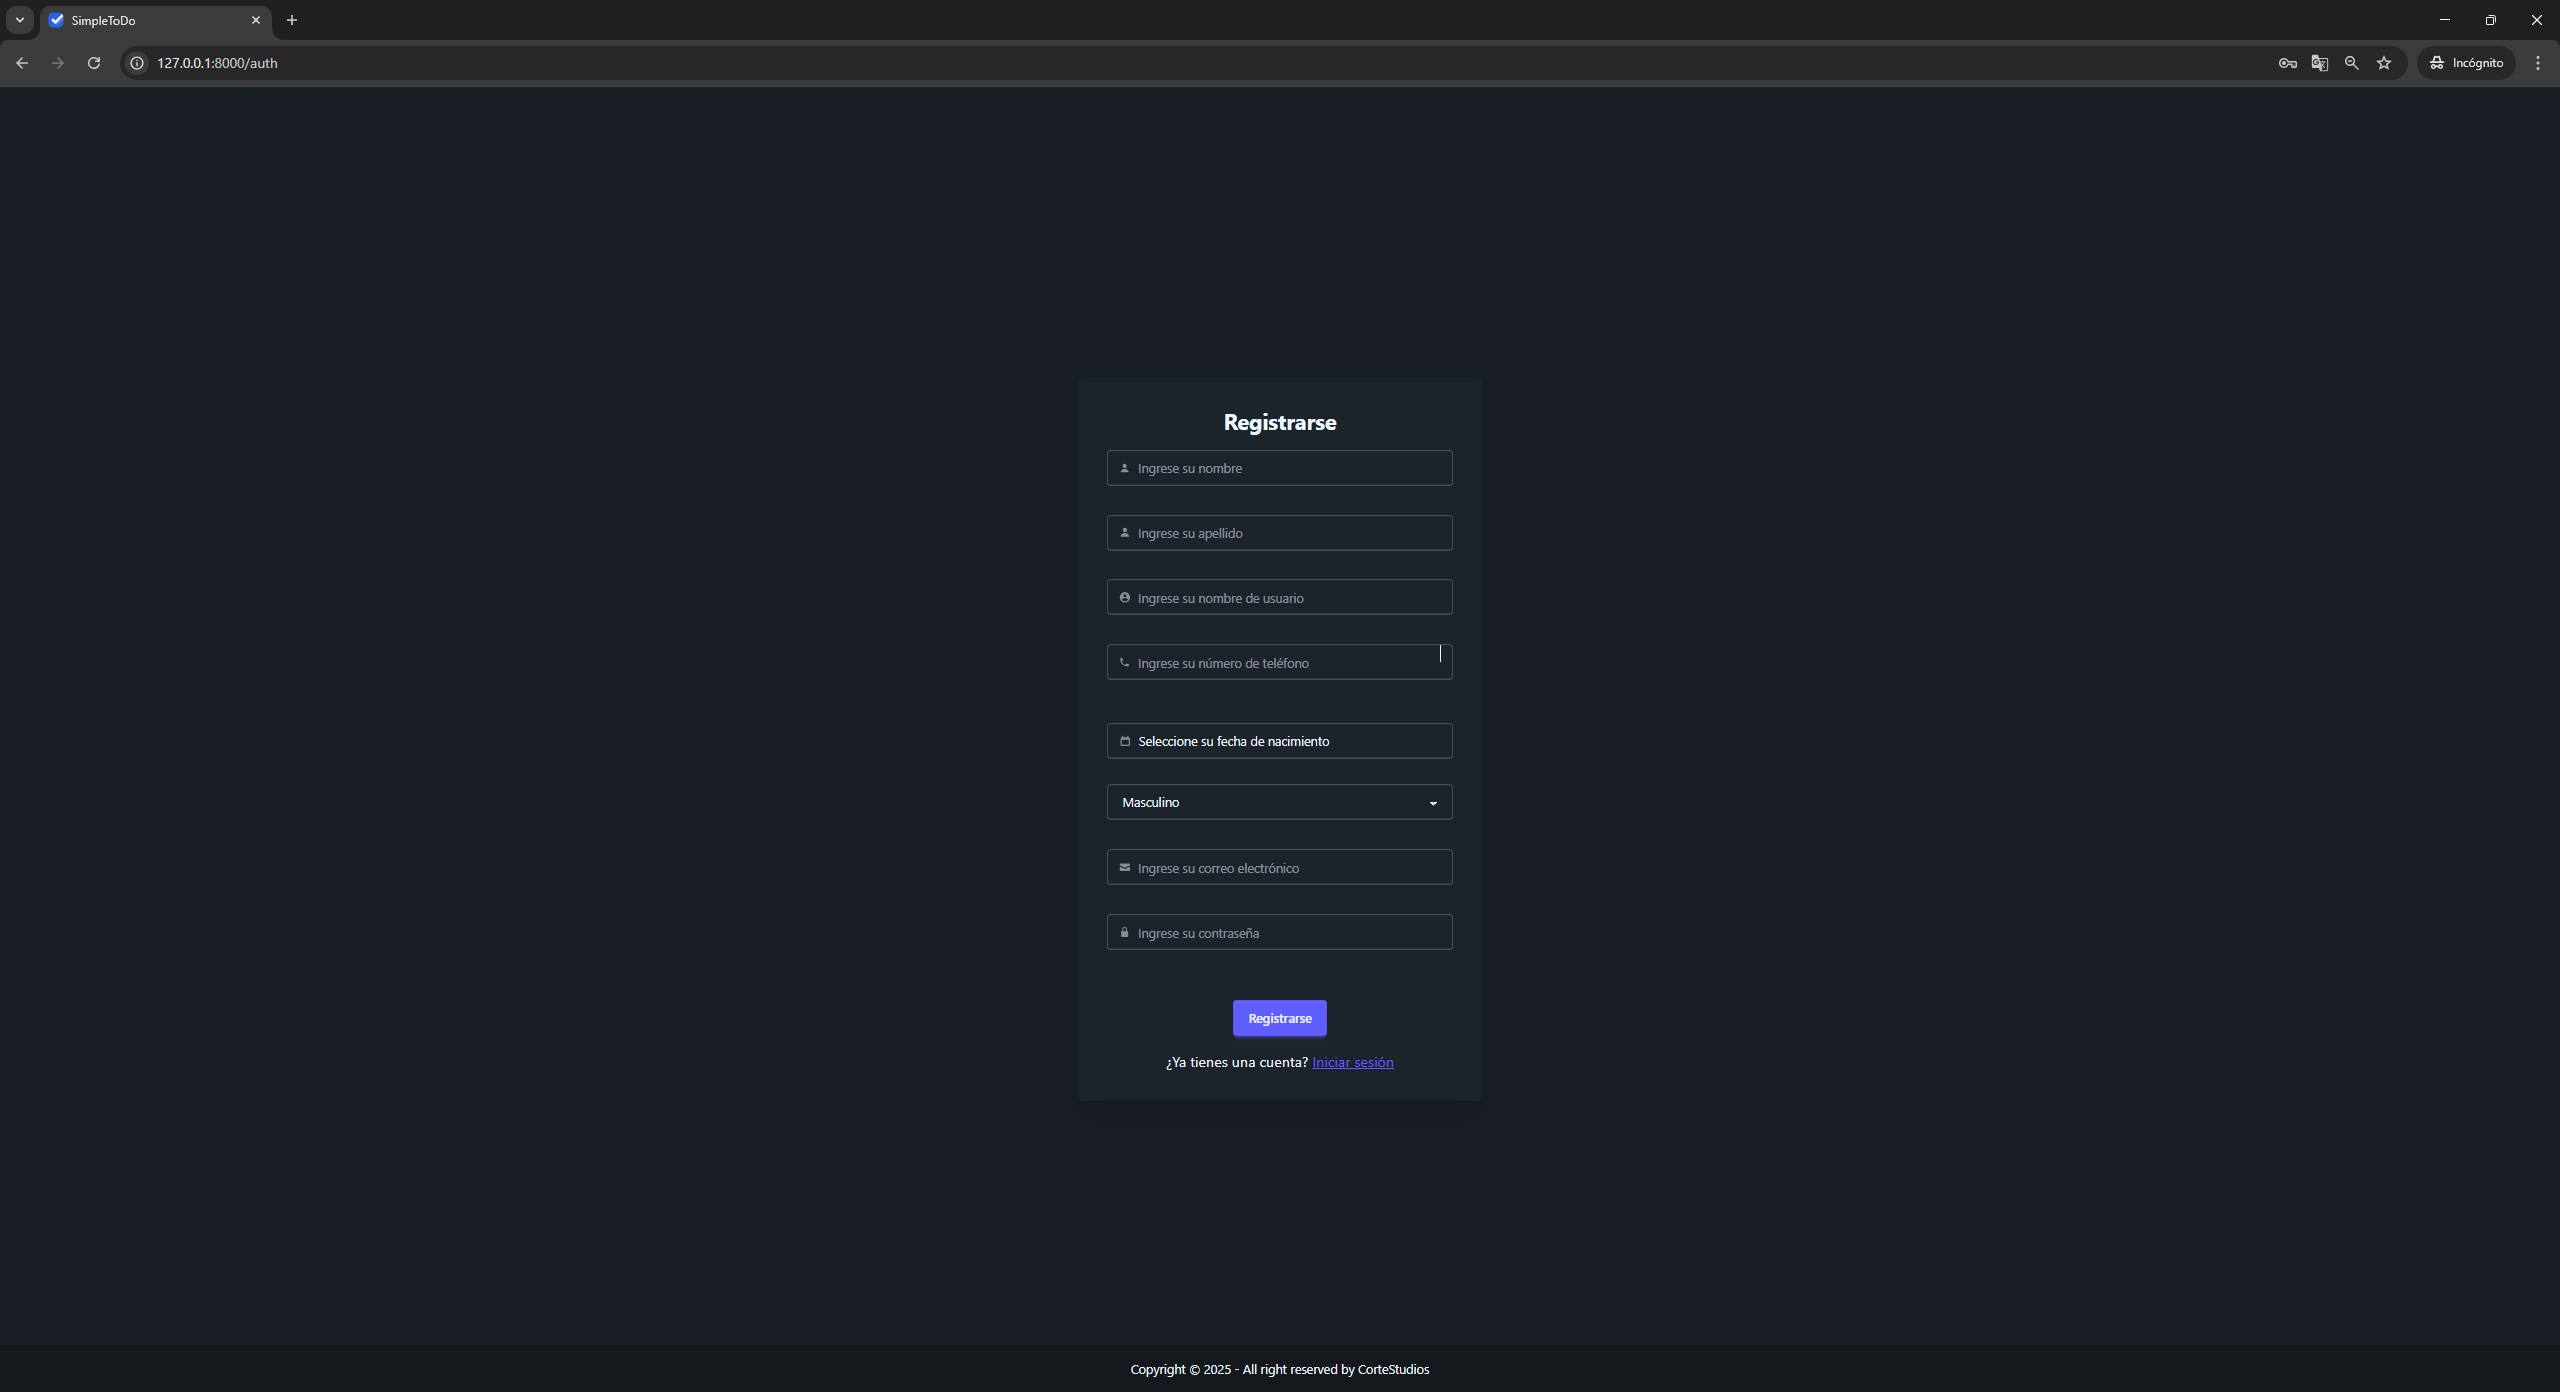 SimpleToDo
127.0.0.1:8000/auth
Incógnito
Registrarse
Ingrese su nombre
Ingrese su apellido
Ingrese su nombre de usuario
Ingrese su número de teléfono
Seleccione su fecha de nacimiento
Masculino
Ingrese su correo electrónico
Ingrese su contraseña
Registrarse
¿Ya tienes una cuenta? Iniciar sesión
Copyright © 2025 - All right reserved by CorteStudios